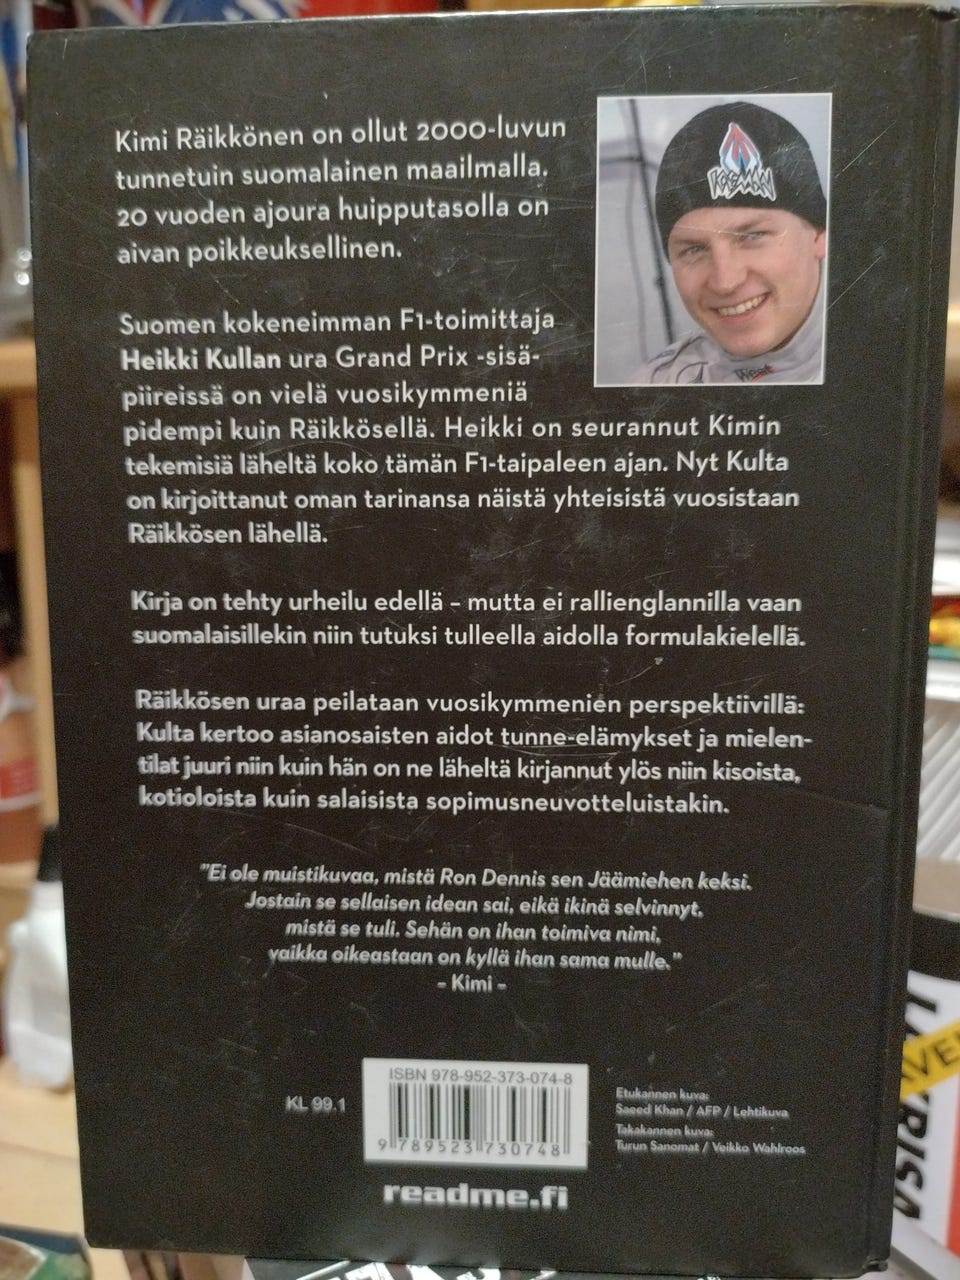 Kimi Räikkönen on ollut 2000-luvun
tunnetuin suomalainen maailmalla.
20 vuoden ajoura huipputasolla on
aivan poikkeuksellinen.
Suomen kokeneimman F1-toimittaja
Heikki Kullan ura Grand Prix -sisä-
piireissä on vielä vuosikymmeniä
pidempi kuin Räikkösellä. Heikki on seurannut Kimin
tekemisiä läheltä koko tämän F1-taipaleen ajan. Nyt Kulta
on kirjoittanut oman tarinansa näistä yhteisistä vuosistaan
Räikkösen lähellä.
Kirja on tehty urheilu edellä – mutta ei rallienglannilla vaan
suomalaisillekin niin tutuksi tulleella aidolla formulakielellä.
Räikkösen uraa peilataan vuosikymmenien perspektiivillä:
Kulta kertoo asianosaisten aidot tunne-elämykset ja mielen-
tilat juuri niin kuin hän on ne läheltä kirjannut ylös niin kisoista,
kotioloista kuin salaisista sopimusneuvotteluistakin.
"Ei ole muistikuvaa, mistä Ron Dennis sen Jäämiehen keksi.
Jostain se sellaisen idean sai, eikä ikinä selvinnyt,
mistä se tuli. Sehän on ihan toimiva nimi,
vaikka oikeastaan on kyllä ihan sama mulle."
– Kimi –
KL 99.1
ISBN 978-952-373-074-8
9 789523 730748
Etukannen kuva:
Saeed Khan / AFP / Lehtikuva
Takakannen kuva:
Turun Sanomat / Veikko Wahlroos
readme.fi
West